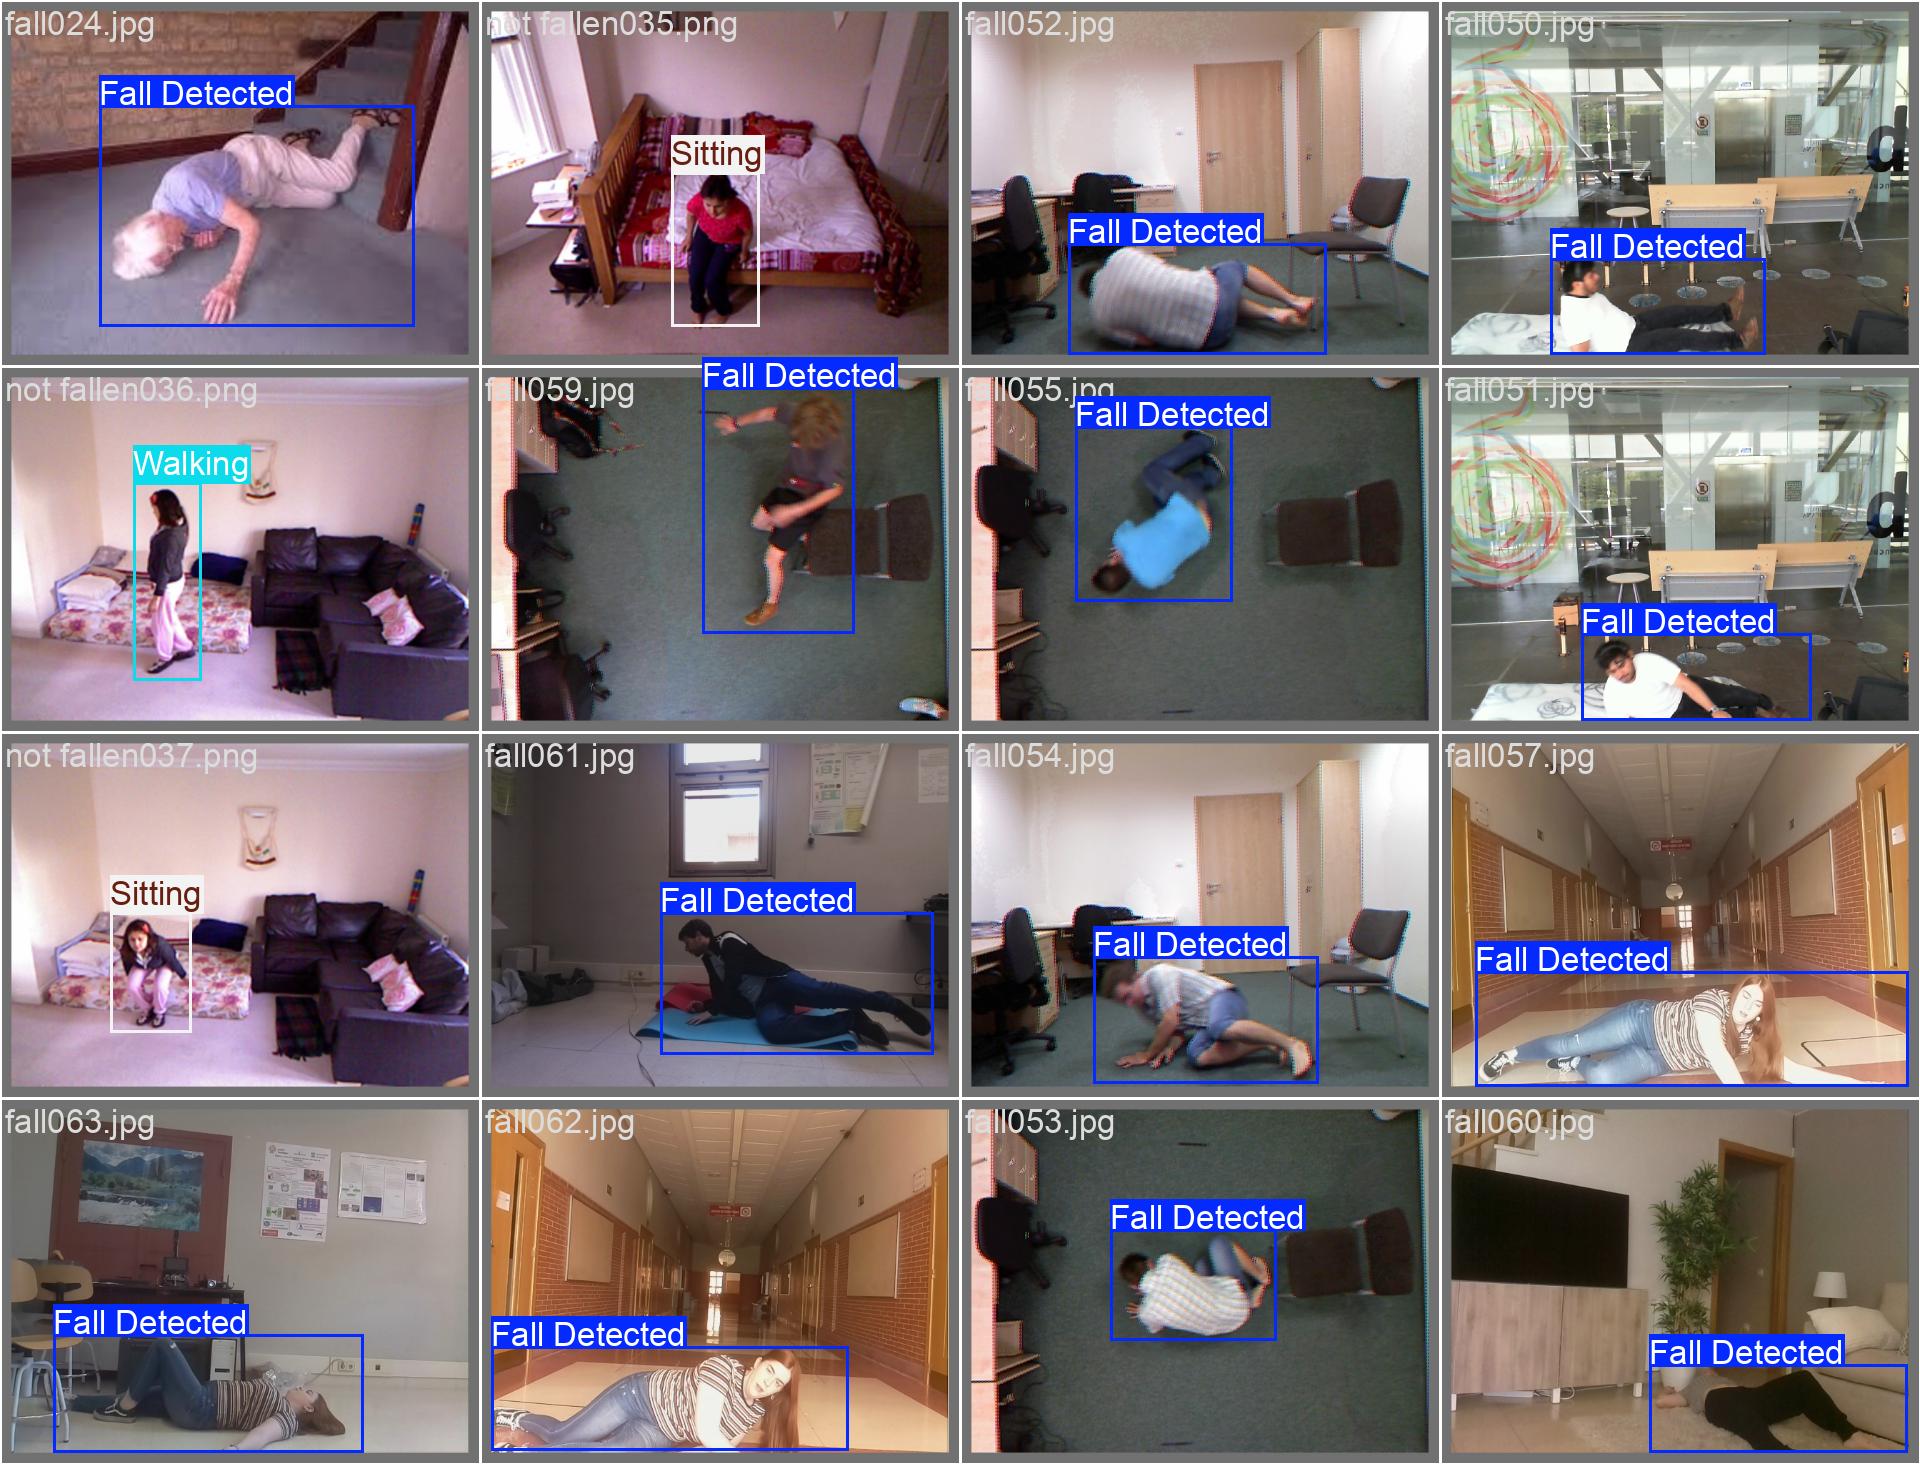 fall024.jpg
Fall Detected
not fallen035.png
Sitting
fall052.jpg
Fall Detected
fall050.jpg
Fall Detected
d
not fallen036.png
Walking
fall059.jpg
Fall Detected
fall055.jpg
Fall Detected
fall051.jpg
Fall Detected
d
not fallen037.png
Sitting
fall061.jpg
Fall Detected
fall054.jpg
Fall Detected
fall057.jpg
Fall Detected
fall063.jpg
Fall Detected
fall062.jpg
Fall Detected
fall053.jpg
Fall Detected
fall060.jpg
Fall Detected